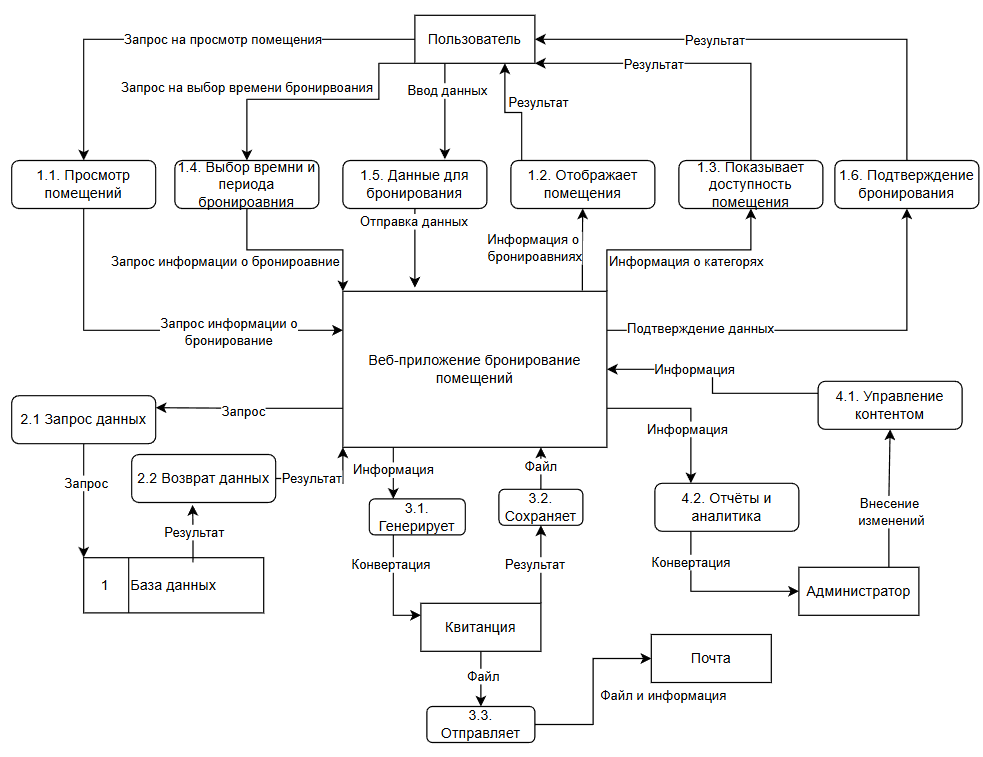 Пользователь
Запрос на просмотр помещения
Результат
Результат
Запрос на выбор времени бронирвоания
Ввод данных
Результат
1.1. Просмотр
помещений
1.4. Выбор времни и
периода
бронироавния
1.5. Данные для
бронирования
1.2. Отображает
помещения
1.3. Показывает
доступность
помещения
1.6. Подтверждение
бронирования
Отправка данных
Информация о
бронироавниях
Запрос информации о бронироавние
Информация о категорях
Запрос информации о
бронирование
Подтверждение данных
Веб-приложение бронирование
помещений
Информация
4.1. Управление
контентом
2.1 Запрос данных
Запрос
Информация
Запрос
2.2 Возврат данных
Результат
Информация
Файл
3.1.
Генерирует
3.2.
Сохраняет
4.2. Отчёты и
аналитика
Внесение
изменений
Результат
Конвертация
Результат
Конвертация
1
База данных
Администратор
Квитанция
Почта
Файл
Файл и информация
3.3.
Отправляет